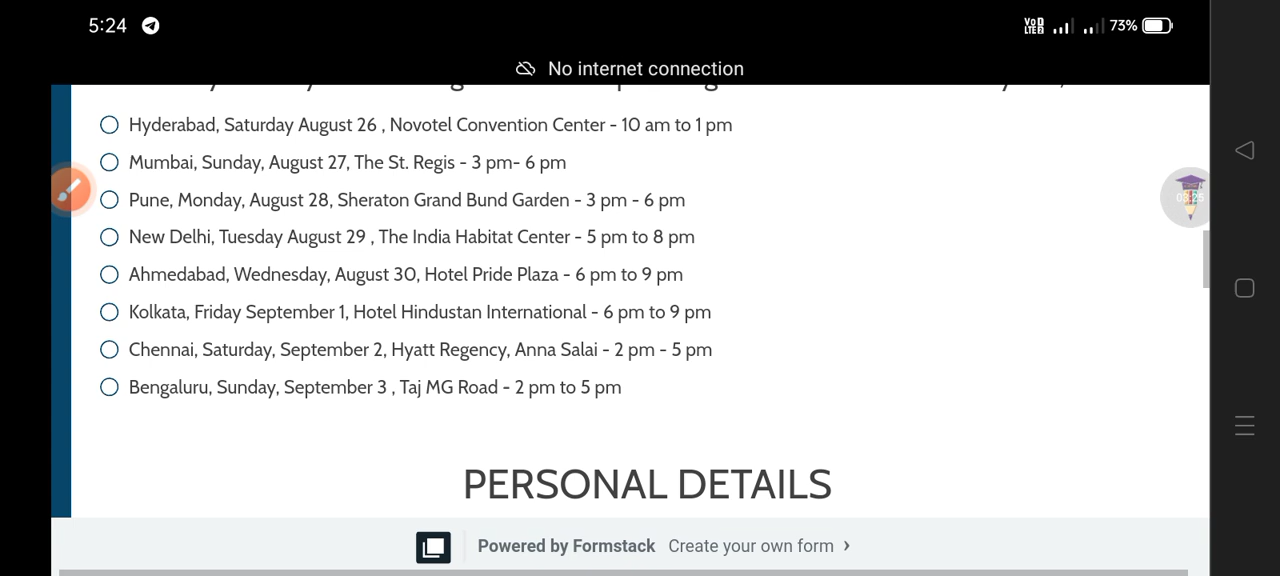 5:24
VoD LTE2 73%
No internet connection
Hyderabad, Saturday August 26 , Novotel Convention Center - 10 am to 1 pm
Mumbai, Sunday, August 27, The St. Regis - 3 pm- 6 pm
Pune, Monday, August 28, Sheraton Grand Bund Garden - 3 pm - 6 pm
03:25
New Delhi, Tuesday August 29 , The India Habitat Center - 5 pm to 8 pm
Ahmedabad, Wednesday, August 30, Hotel Pride Plaza - 6 pm to 9 pm
Kolkata, Friday September 1, Hotel Hindustan International - 6 pm to 9 pm
Chennai, Saturday, September 2, Hyatt Regency, Anna Salai - 2 pm - 5 pm
Bengaluru, Sunday, September 3 , Taj MG Road - 2 pm to 5 pm
PERSONAL DETAILS
Powered by Formstack Create your own form ›